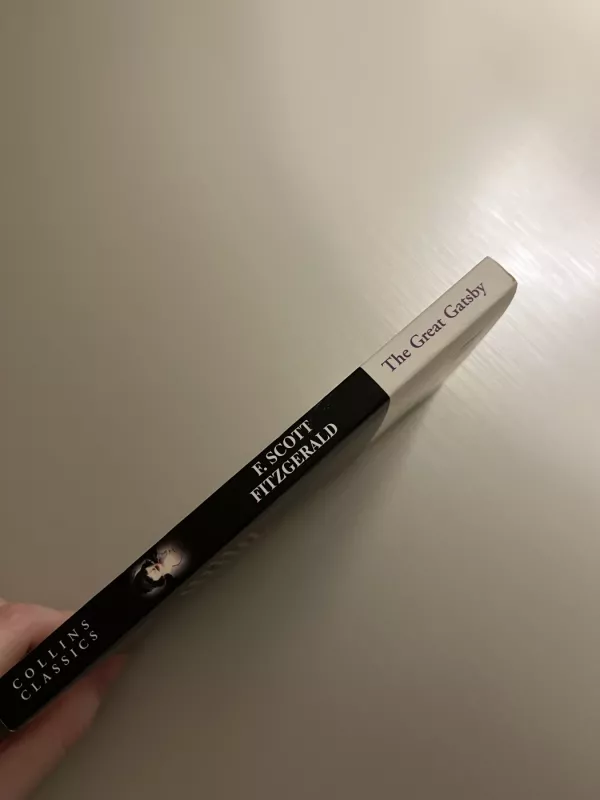 The Great Gatsby
F. SCOTT
FITZGERALD
COLLINS
CLASSICS